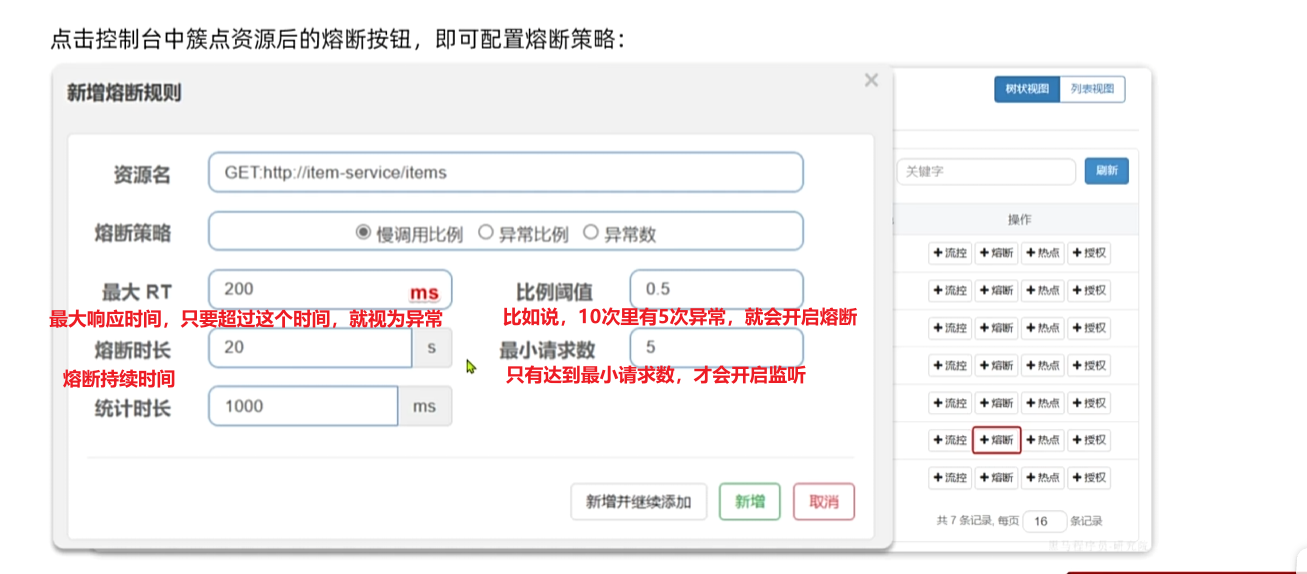 点击控制台中簇点资源后的熔断按钮，即可配置熔断策略：
新增熔断规则 ×
树状视图 列表视图
资源名 GET:http://item-service/items
关键字 刷新
操作
熔断策略 慢调用比例 异常比例 异常数
+流控 +熔断 +热点 +授权
最大 RT 200 ms 比例阈值 0.5
+流控 +熔断 +热点 +授权
最大响应时间，只要超过这个时间，就视为异常 比如说，10次里有5次异常，就会开启熔断
+流控 +熔断 +热点 +授权
熔断时长 20 s 最小请求数 5
+流控 +熔断 +热点 +授权
熔断持续时间 只有达到最小请求数，才会开启监听
统计时长 1000 ms
+流控 +熔断 +热点 +授权
+流控 +熔断 +热点 +授权
+流控 +熔断 +热点 +授权
新增并继续添加 新增 取消
共 7 条记录, 每页 16 条记录